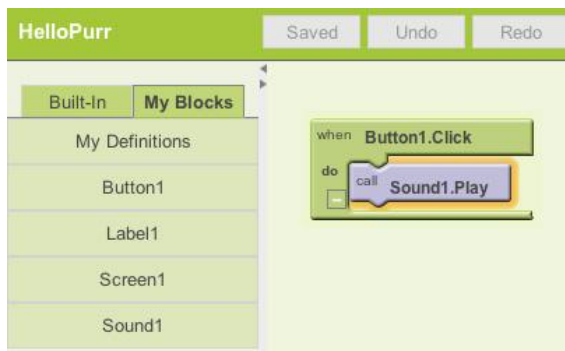 HelloPurr Saved Undo Redo
Built-In My Blocks
My Definitions
Button1
Label1
Screen1
Sound1
when Button1.Click
do
call Sound1.Play